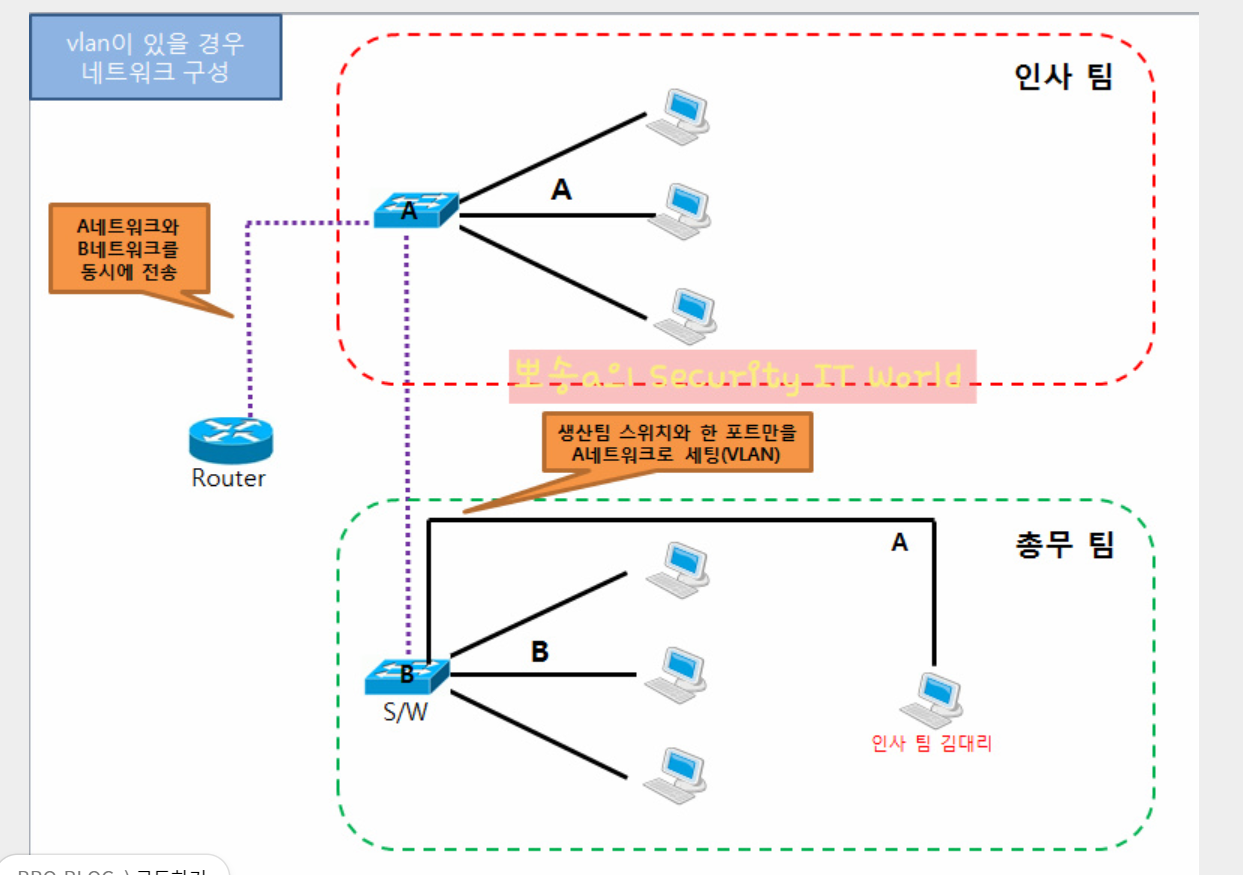 vlan이 있을 경우
네트워크 구성
인사 팀
A
A
A네트워크와
B네트워크를
동시에 전송
뽀송a의 Security IT World
생산팀 스위치와 한 포트만을
A네트워크로 세팅(VLAN)
Router
A
총무 팀
B
B
S/W
인사 팀 김대리